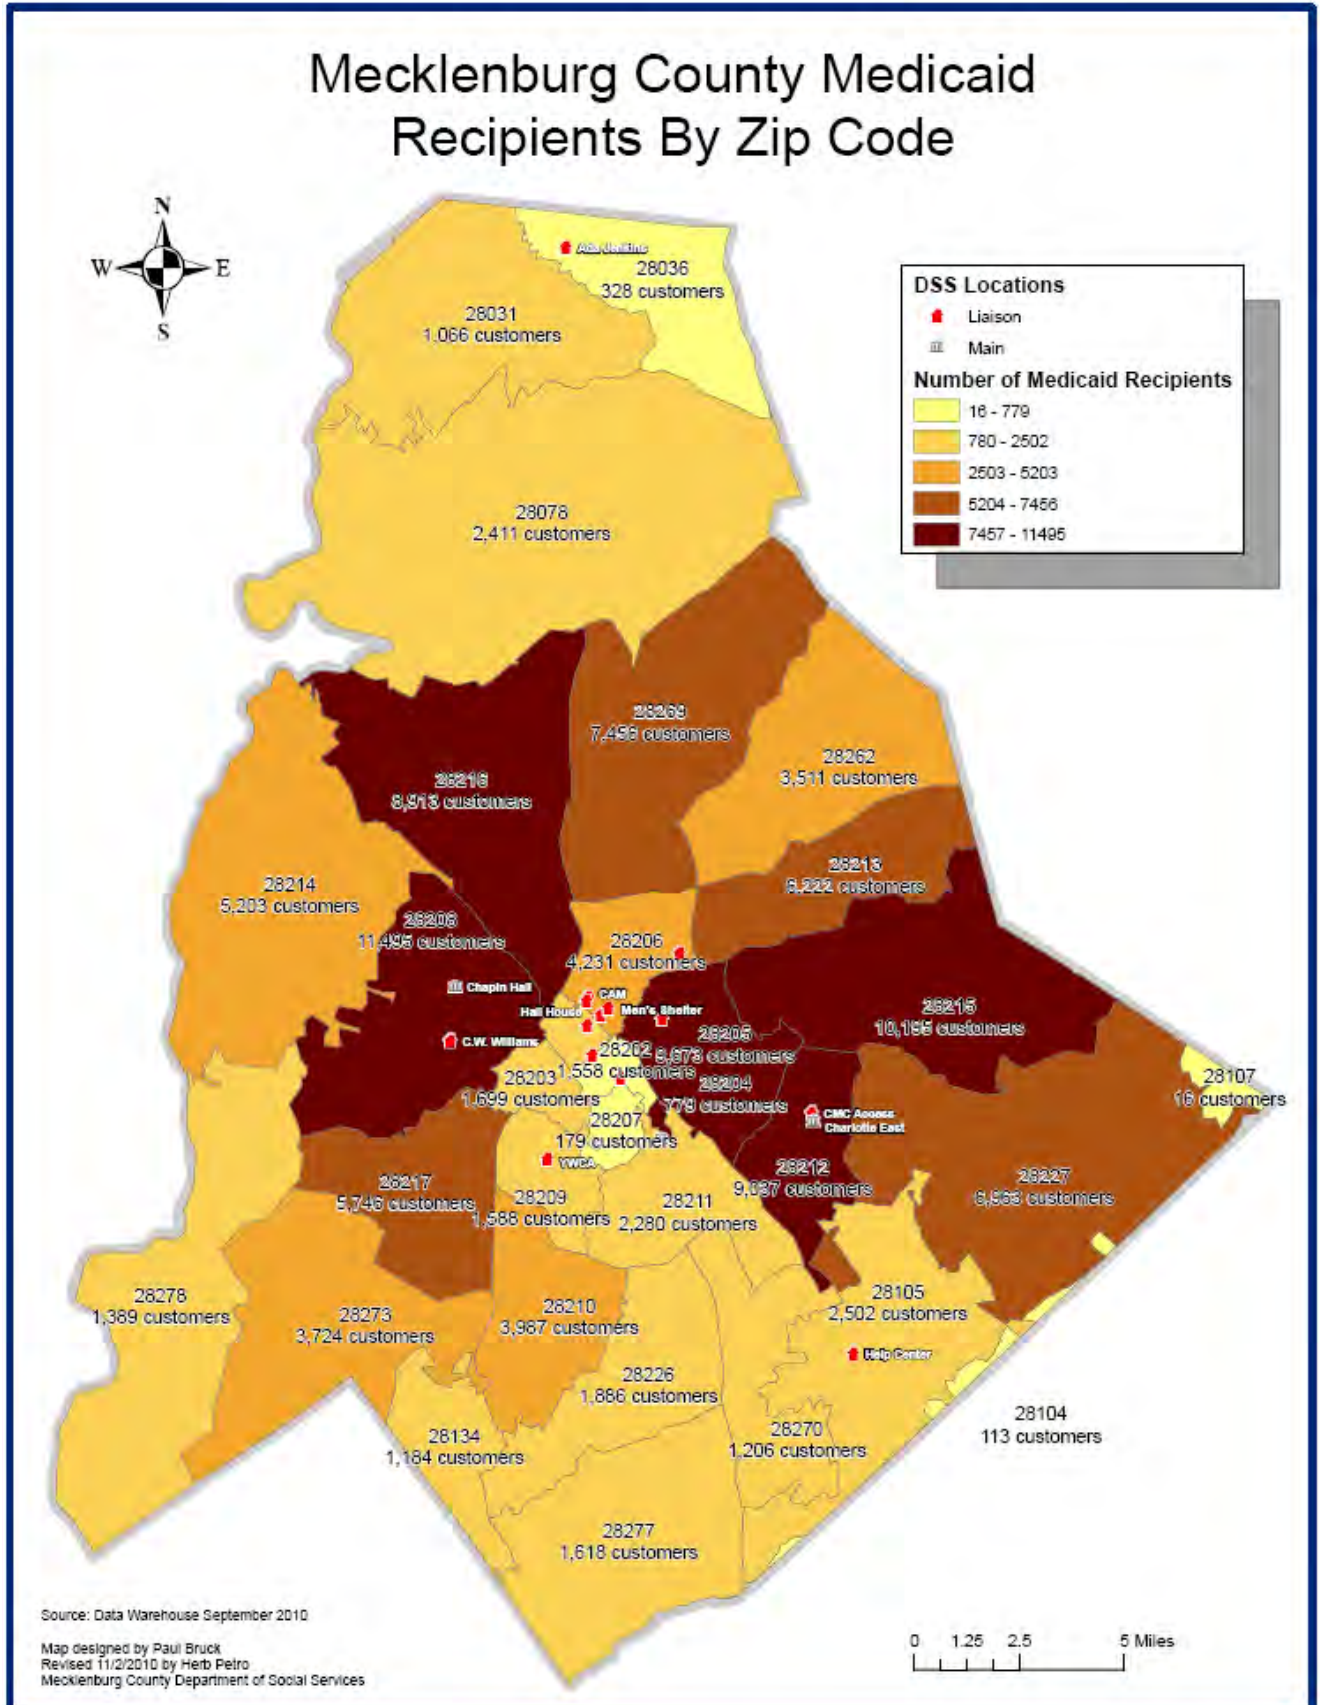 Mecklenburg County Medicaid
Recipients By Zip Code
N
W E
S
DSS Locations
Liaison
Main
Number of Medicaid Recipients
16 - 779
780 - 2502
2503 - 5203
5204 - 7456
7457 - 11495
Ada Jenkins
28036
328 customers
28031
1,066 customers
28078
2,411 customers
28269
7,456 customers
28262
3,511 customers
28216
8,913 customers
28213
6,222 customers
28214
5,203 customers
28208
11,495 customers
28206
4,231 customers
Chapin Hall
CAM
Hall House
Men's Shelter
28215
10,195 customers
C.W. Williams
28205
9,673 customers
28202
1,558 customers
28203
1,699 customers
28204
779 customers
28107
16 customers
28207
179 customers
CMC Access
Charlotte East
YWCA
28212
9,037 customers
28227
6,963 customers
28217
5,746 customers
28209
1,588 customers
28211
2,280 customers
28278
1,389 customers
28273
3,724 customers
28210
3,987 customers
28105
2,502 customers
Help Center
28226
1,886 customers
28104
113 customers
28134
1,184 customers
28270
1,206 customers
28277
1,618 customers
Source: Data Warehouse September 2010
Map designed by Paul Bruck
Revised 11/2/2010 by Herb Petro
Mecklenburg County Department of Social Services
0 1.25 2.5 5 Miles